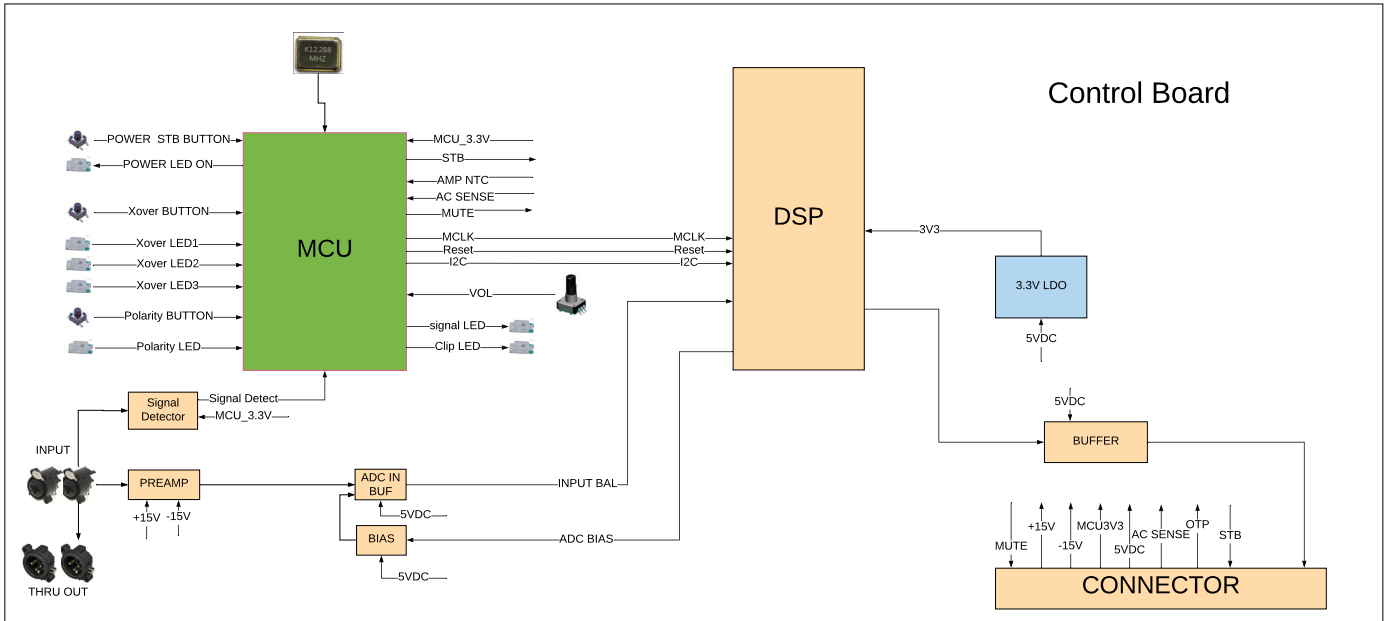 Control Board
K12.288
MHZ
POWER  STB BUTTON
POWER LED ON
Xover BUTTON
Xover LED1
Xover LED2
Xover LED3
Polarity BUTTON
Polarity LED
MCU
MCU_3.3V
STB
AMP NTC
AC SENSE
MUTE
MCLK
MCLK
Reset
Reset
I2C
I2C
VOL
signal LED
Clip LED
DSP
3V3
3.3V LDO
5VDC
Signal
Detector
Signal Detect
MCU_3.3V
INPUT
PREAMP
+15V
-15V
ADC IN
BUF
5VDC
INPUT BAL
BIAS
5VDC
ADC BIAS
THRU OUT
5VDC
BUFFER
MUTE
+15V
-15V
MCU3V3
5VDC
AC SENSE
OTP
STB
CONNECTOR